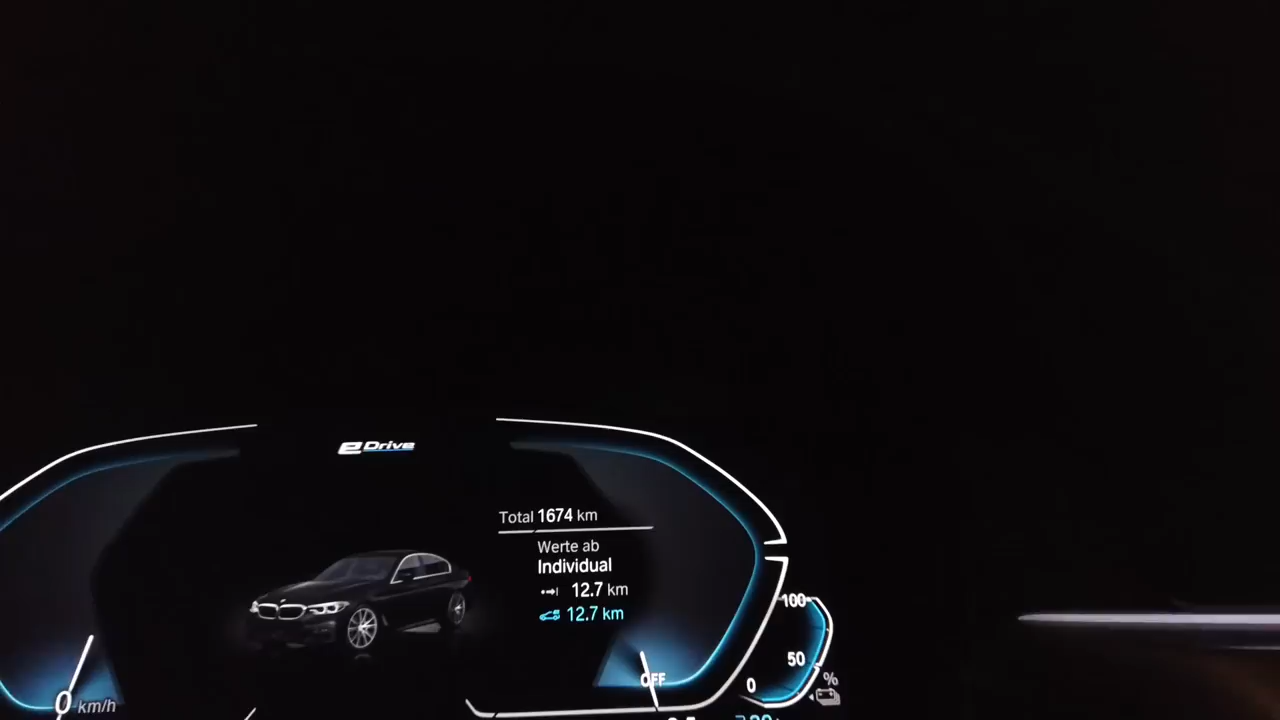 eDrive
Total 1674 km
Werte ab
Individual
12.7 km
12.7 km
100
50
0
%
OFF
0 km/h